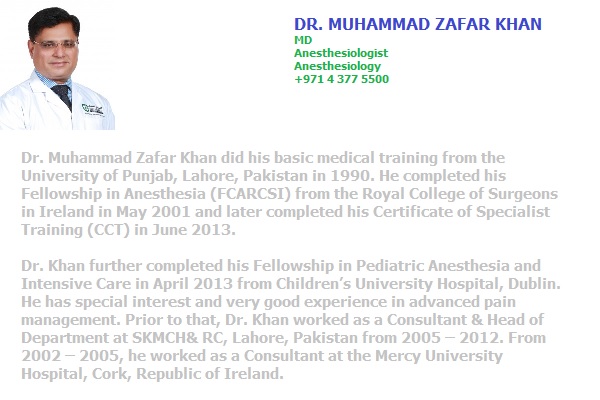 DR. MUHAMMAD ZAFAR KHAN
MD
Anesthesiologist
Anesthesiology
+971 4 377 5500
Dr. Muhammad Zafar Khan did his basic medical training from the
University of Punjab, Lahore, Pakistan in 1990. He completed his
Fellowship in Anesthesia (FCARCSI) from the Royal College of Surgeons
in Ireland in May 2001 and later completed his Certificate of Specialist
Training (CCT) in June 2013.
Dr. Khan further completed his Fellowship in Pediatric Anesthesia and
Intensive Care in April 2013 from Children’s University Hospital, Dublin.
He has special interest and very good experience in advanced pain
management. Prior to that, Dr. Khan worked as a Consultant & Head of
Department at SKMCH& RC, Lahore, Pakistan from 2005 – 2012. From
2002 – 2005, he worked as a Consultant at the Mercy University
Hospital, Cork, Republic of Ireland.